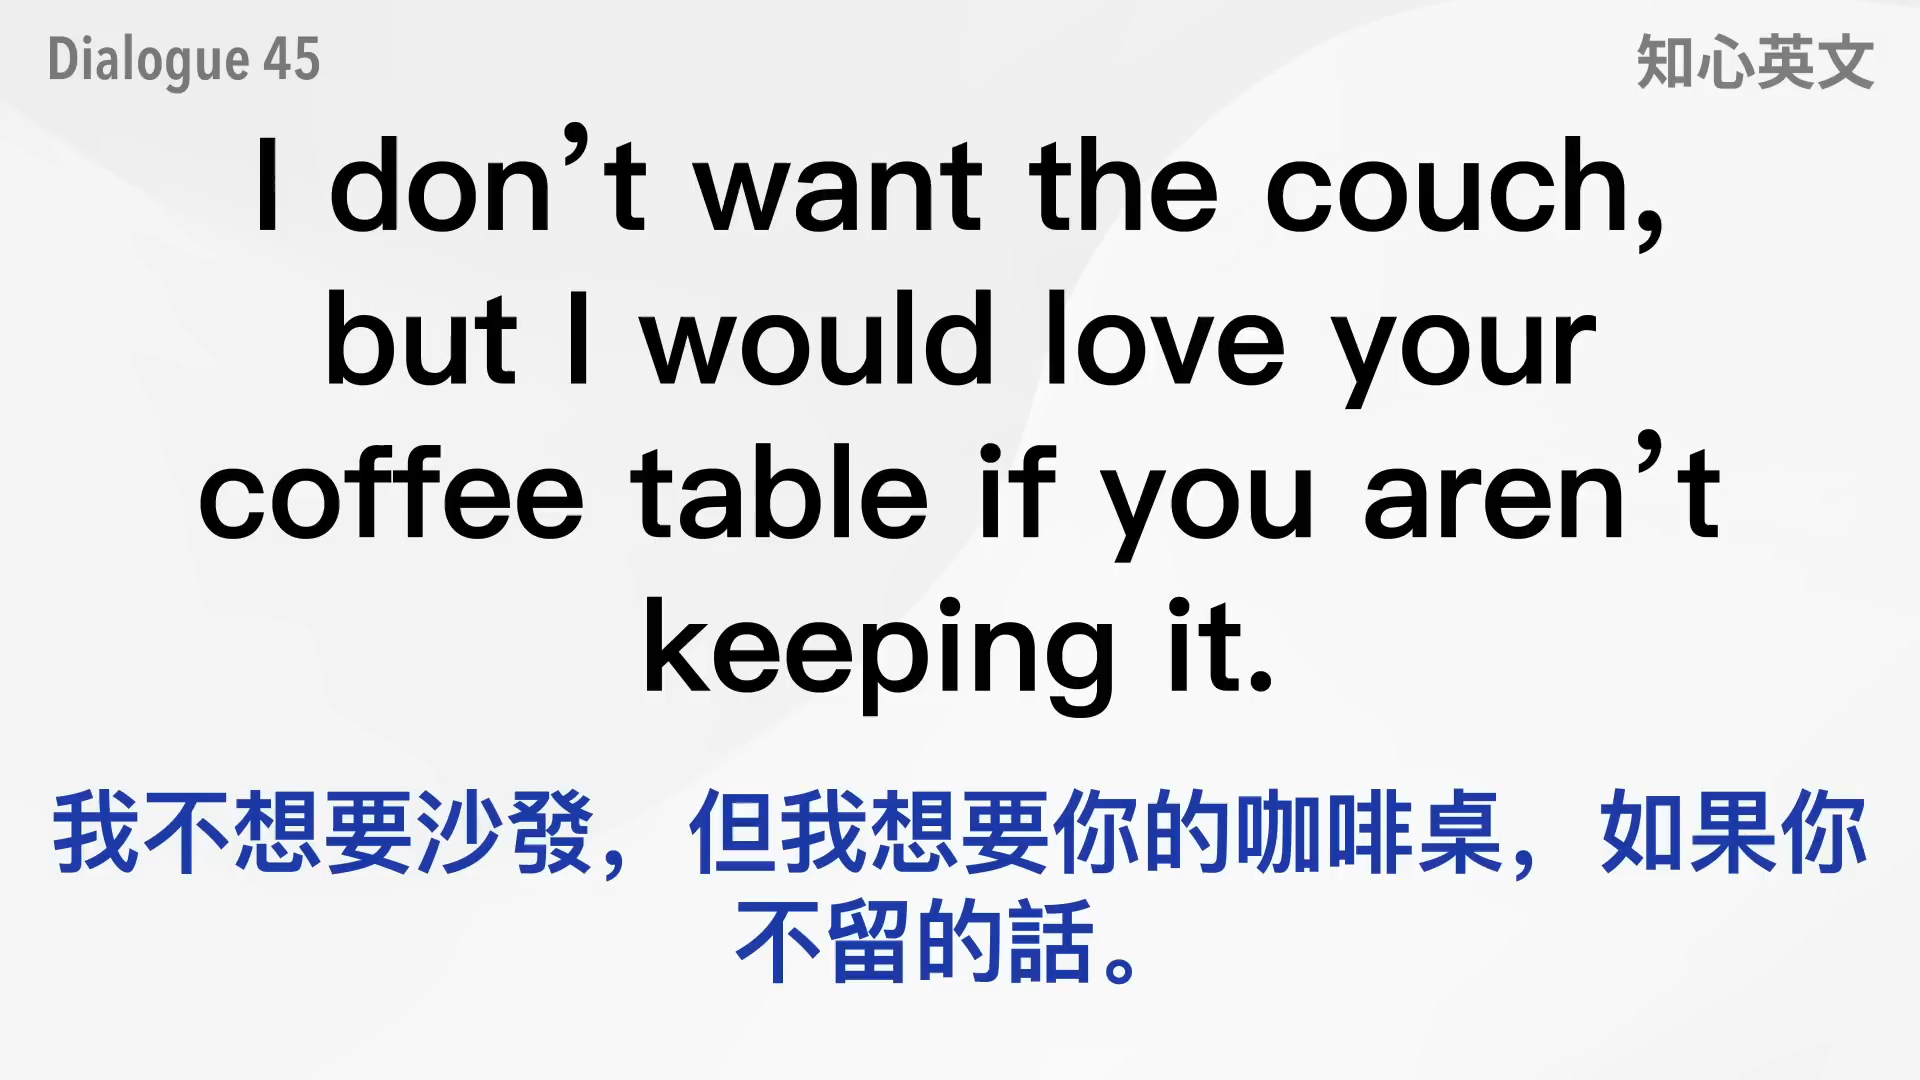 Dialogue 45
知心英文
I don’t want the couch,
but I would love your
coffee table if you aren’t
keeping it.
我不想要沙發，但我想要你的咖啡桌，如果你
不留的話。